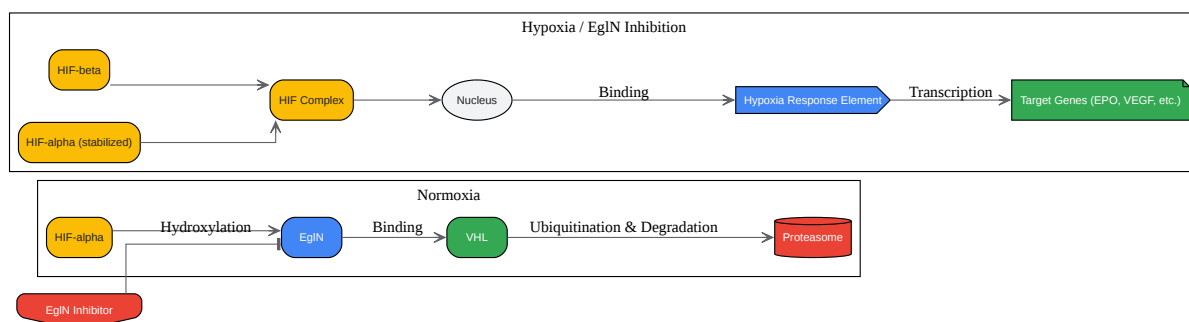 Hypoxia / EglN Inhibition
HIF-beta
HIF Complex
Nucleus
Binding
Hypoxia Response Element
Transcription
Target Genes (EPO, VEGF, etc.)
HIF-alpha (stabilized)
Normoxia
HIF-alpha
Hydroxylation
EglN
Binding
VHL
Ubiquitination & Degradation
Proteasome
EglN Inhibitor